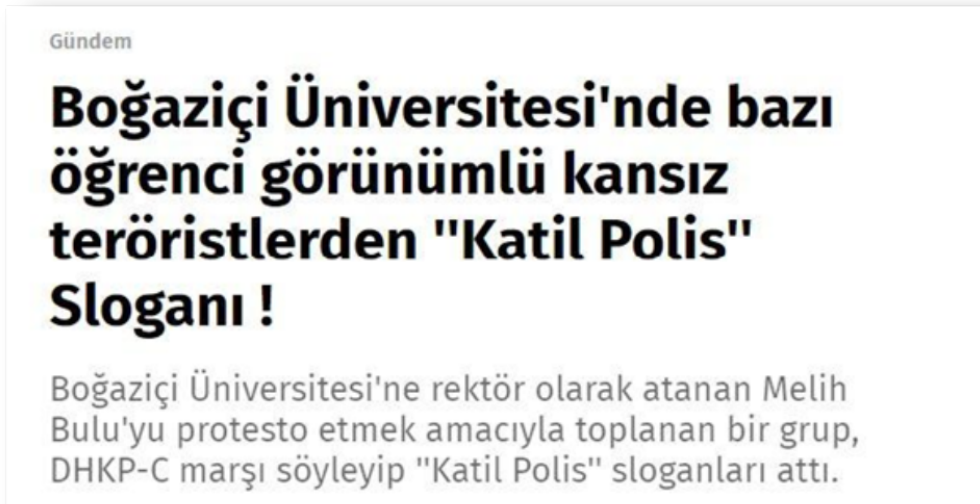 Gündem
Boğaziçi Üniversitesi'nde bazı
öğrenci görünümlü kansız
teröristlerden "Katil Polis"
Sloganı !
Boğaziçi Üniversitesi'ne rektör olarak atanan Melih
Bulu'yu protesto etmek amacıyla toplanan bir grup,
DHKP-C marşı söyleyip "Katil Polis" sloganları attı.